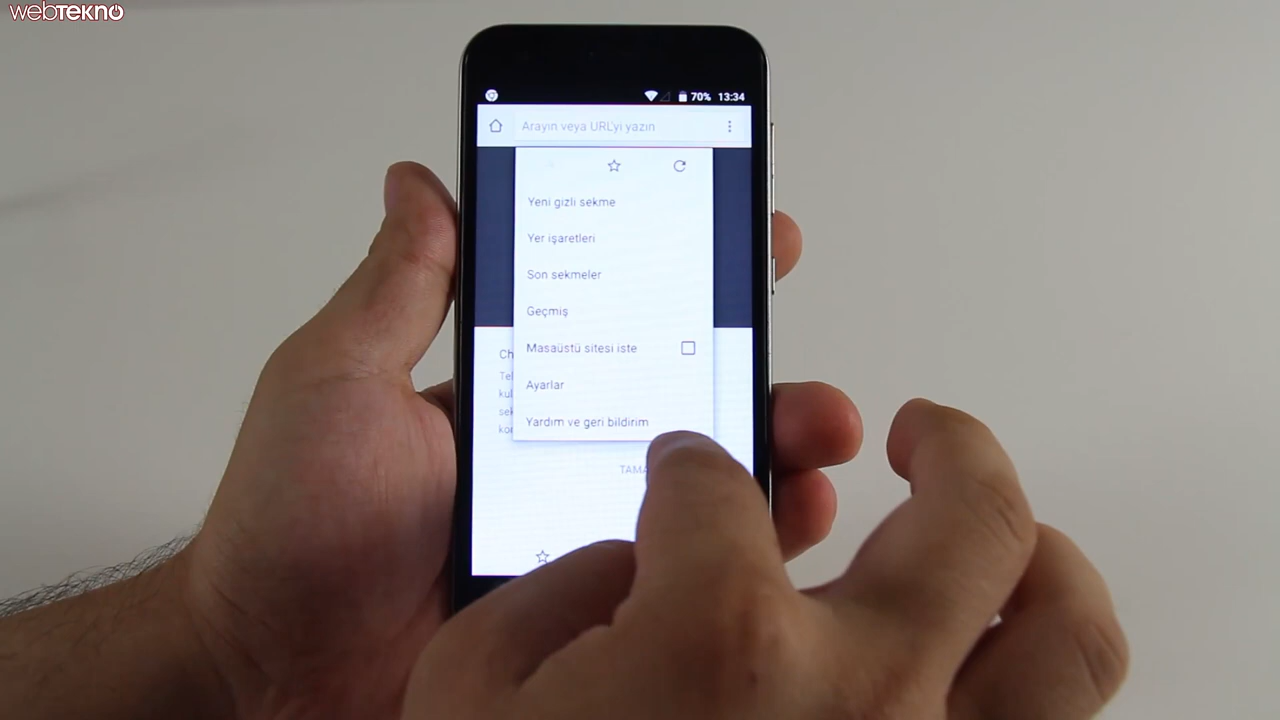 webTEKNO
70% 13:34
Arayın veya URL'yi yazın
Yeni gizli sekme
Yer işaretleri
Son sekmeler
Geçmiş
Masaüstü sitesi iste
Ayarlar
Yardım ve geri bildirim